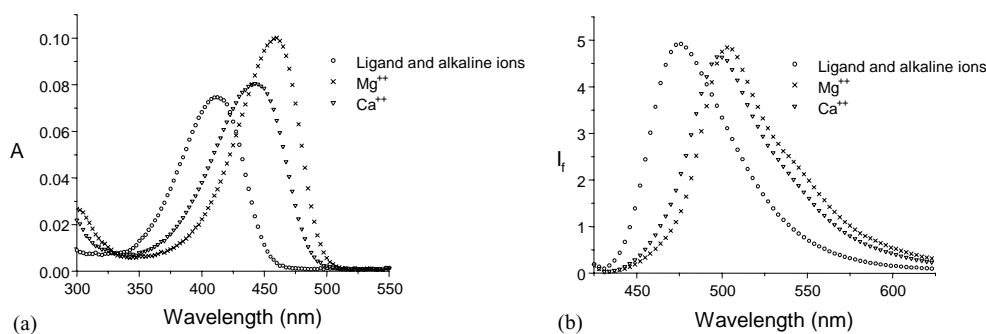 0.10
0.08
0.06
0.04
0.02
0.00
A
300 350 400 450 500 550
Wavelength (nm)
Ligand and alkaline ions
Mg++
Ca++
(a)
5
4
3
2
1
0
If
450 500 550 600
Wavelength (nm)
Ligand and alkaline ions
Mg++
Ca++
(b)